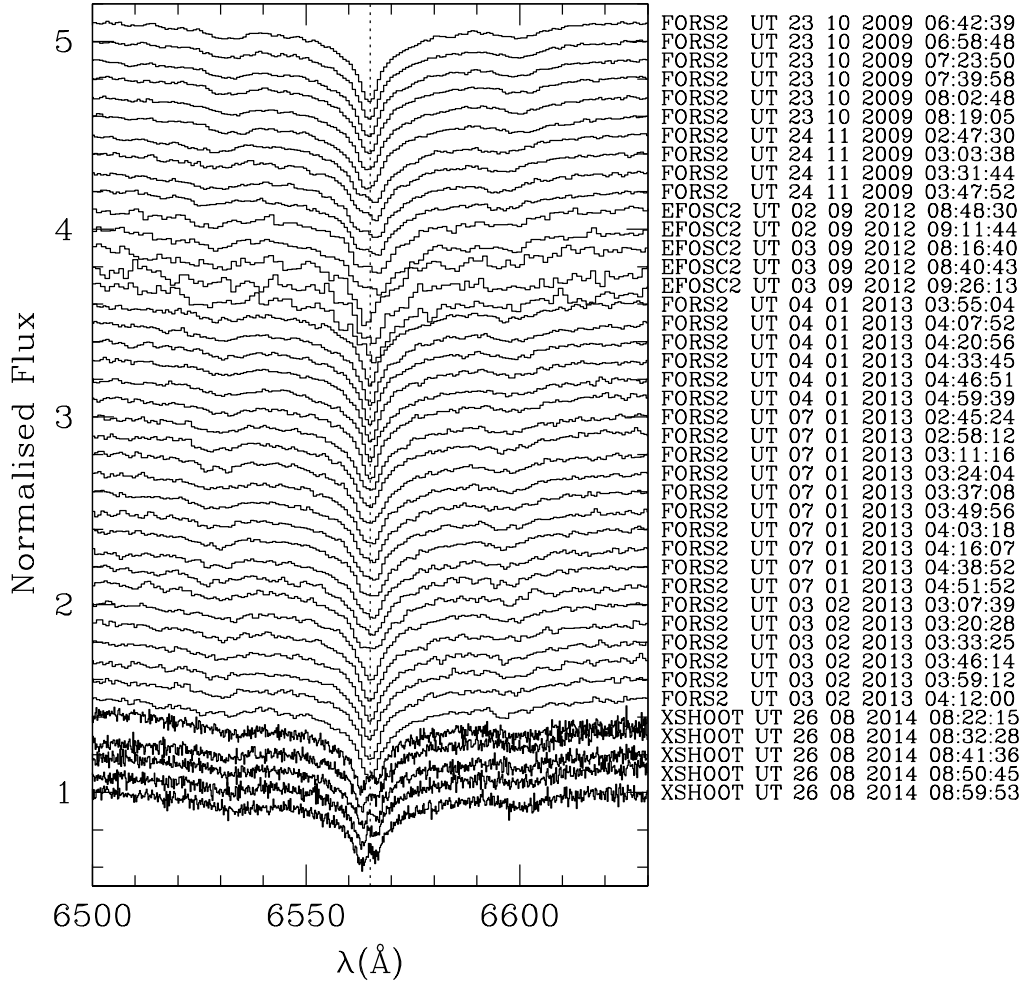 5
4
3
2
1
Normalised Flux
6500
6550
6600
λ(Å)
FORS2 UT 23 10 2009 06:42:39
FORS2 UT 23 10 2009 06:58:48
FORS2 UT 23 10 2009 07:23:50
FORS2 UT 23 10 2009 07:39:58
FORS2 UT 23 10 2009 08:02:48
FORS2 UT 23 10 2009 08:19:05
FORS2 UT 24 11 2009 02:47:30
FORS2 UT 24 11 2009 03:03:38
FORS2 UT 24 11 2009 03:31:44
FORS2 UT 24 11 2009 03:47:52
EFOSC2 UT 02 09 2012 08:48:30
EFOSC2 UT 02 09 2012 09:11:44
EFOSC2 UT 03 09 2012 08:16:40
EFOSC2 UT 03 09 2012 08:40:43
EFOSC2 UT 03 09 2012 09:26:13
FORS2 UT 04 01 2013 03:55:04
FORS2 UT 04 01 2013 04:07:52
FORS2 UT 04 01 2013 04:20:56
FORS2 UT 04 01 2013 04:33:45
FORS2 UT 04 01 2013 04:46:51
FORS2 UT 04 01 2013 04:59:39
FORS2 UT 07 01 2013 02:45:24
FORS2 UT 07 01 2013 02:58:12
FORS2 UT 07 01 2013 03:11:16
FORS2 UT 07 01 2013 03:24:04
FORS2 UT 07 01 2013 03:37:08
FORS2 UT 07 01 2013 03:49:56
FORS2 UT 07 01 2013 04:03:18
FORS2 UT 07 01 2013 04:16:07
FORS2 UT 07 01 2013 04:38:52
FORS2 UT 07 01 2013 04:51:52
FORS2 UT 03 02 2013 03:07:39
FORS2 UT 03 02 2013 03:20:28
FORS2 UT 03 02 2013 03:33:25
FORS2 UT 03 02 2013 03:46:14
FORS2 UT 03 02 2013 03:59:12
FORS2 UT 03 02 2013 04:12:00
XSHOOT UT 26 08 2014 08:22:15
XSHOOT UT 26 08 2014 08:32:28
XSHOOT UT 26 08 2014 08:41:36
XSHOOT UT 26 08 2014 08:50:45
XSHOOT UT 26 08 2014 08:59:53